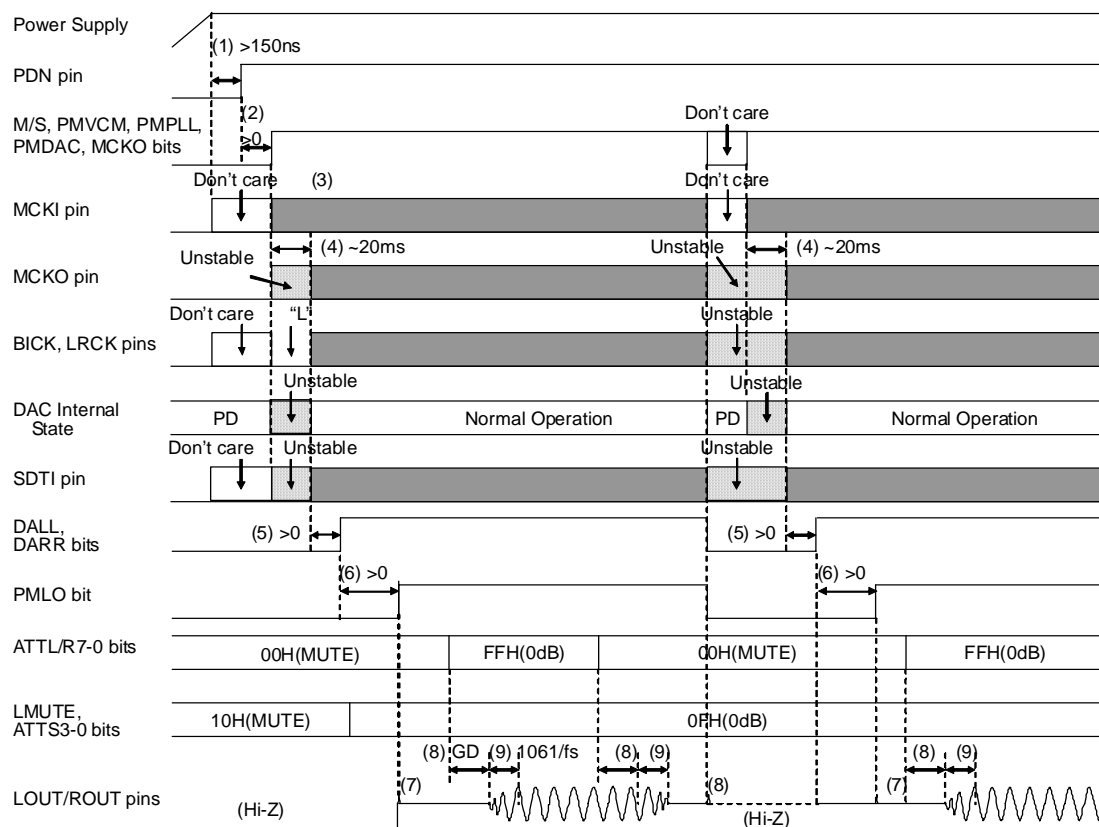 Power Supply
(1) >150ns
PDN pin
(2)
M/S, PMVCM, PMPLL,
PMDAC, MCKO bits
>0
Don't care
Don't care
(3)
Don't care
MCKI pin
(4) ~20ms
Unstable
Unstable
(4) ~20ms
MCKO pin
Don't care
"L"
Unstable
BICK, LRCK pins
Unstable
Unstable
DAC Internal
State
PD
Normal Operation
PD
Normal Operation
Don't care
Unstable
Unstable
SDTI pin
DALL,
DARR bits
(5) >0
(5) >0
(6) >0
(6) >0
PMLO bit
ATTL/R7-0 bits
00H(MUTE)
FFH(0dB)
00H(MUTE)
FFH(0dB)
LMUTE,
ATTS3-0 bits
10H(MUTE)
0FH(0dB)
(8) GD
(9) 1061/fs
(8)
(9)
(8)
(9)
(7)
(8)
(7)
LOUT/ROUT pins
(Hi-Z)
(Hi-Z)